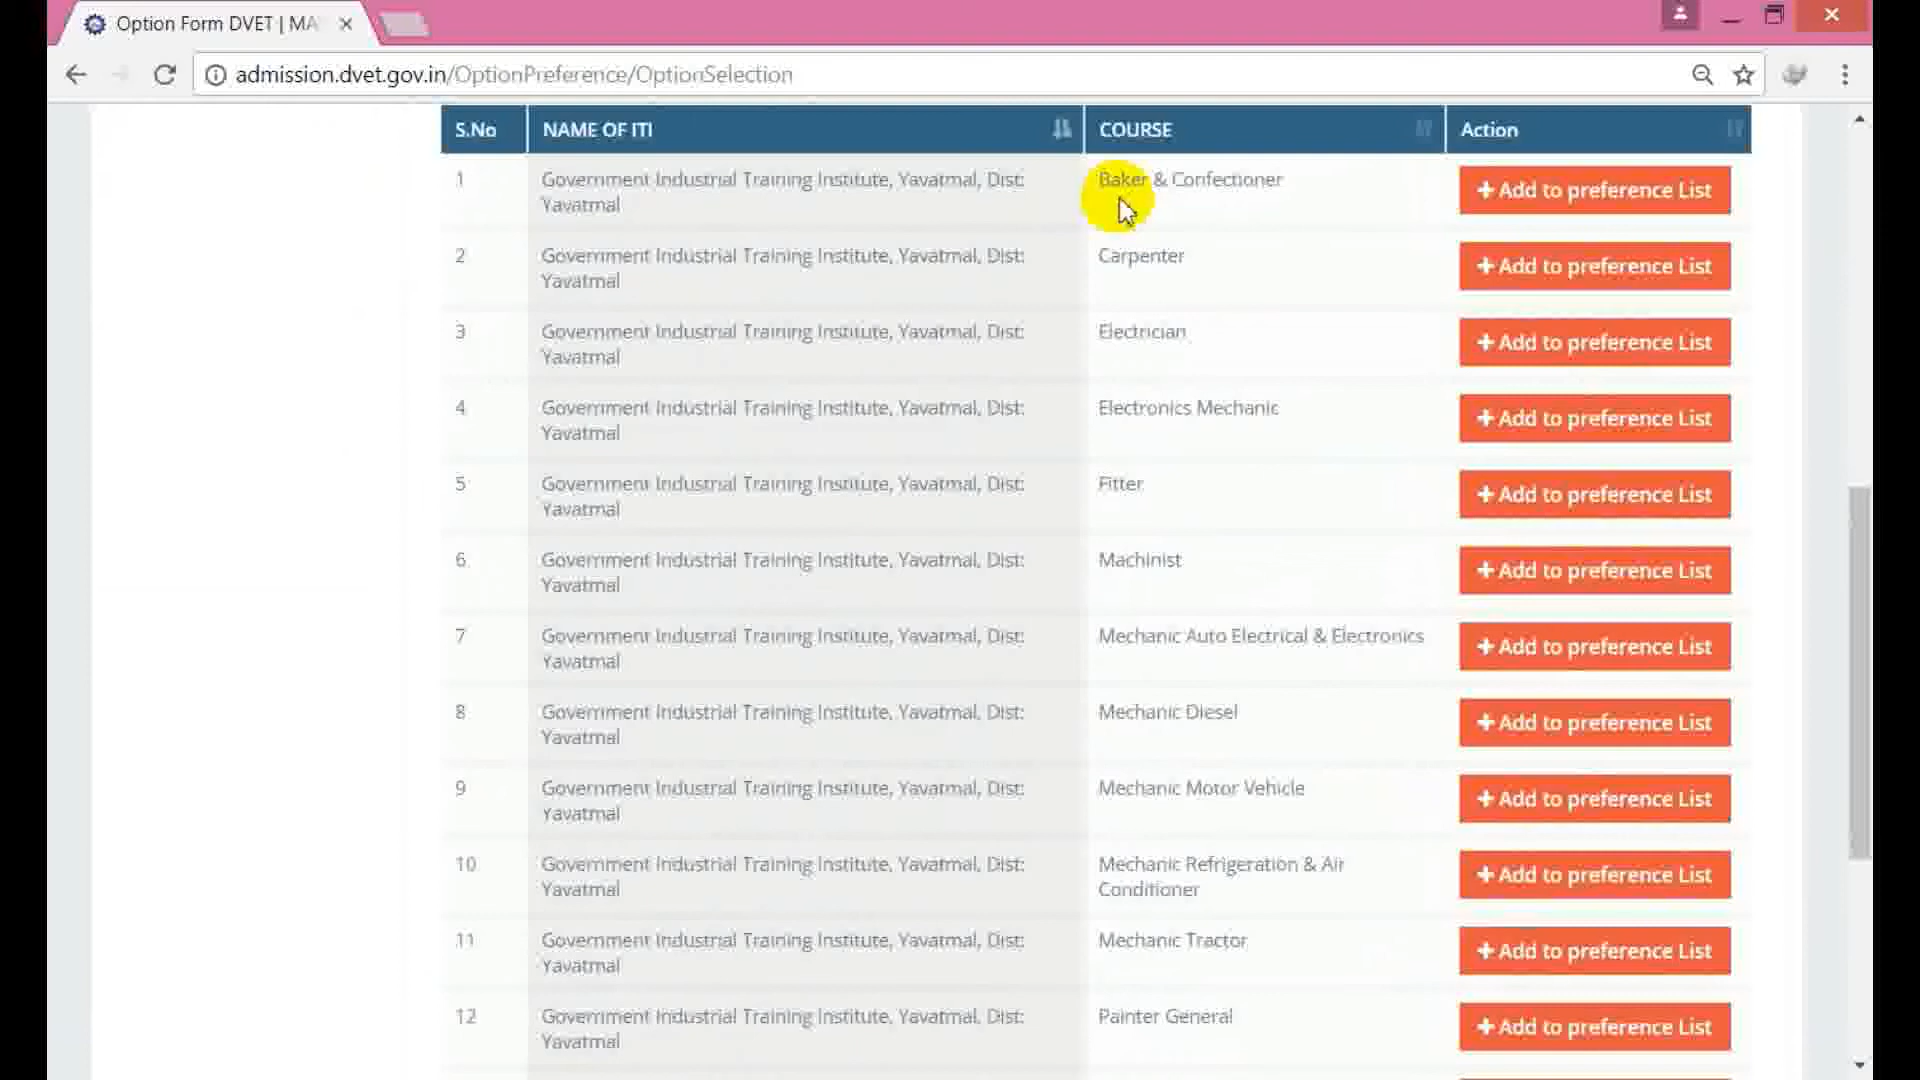 Option Form DVET | MA
admission.dvet.gov.in/OptionPreference/OptionSelection
S.No NAME OF ITI COURSE Action
1 Government Industrial Training Institute, Yavatmal, Dist: Baker & Confectioner + Add to preference List
Yavatmal
2 Government Industrial Training Institute, Yavatmal, Dist: Carpenter + Add to preference List
Yavatmal
3 Government Industrial Training Institute, Yavatmal, Dist: Electrician + Add to preference List
Yavatmal
4 Government Industrial Training Institute, Yavatmal, Dist: Electronics Mechanic + Add to preference List
Yavatmal
5 Government Industrial Training Institute, Yavatmal, Dist: Fitter + Add to preference List
Yavatmal
6 Government Industrial Training Institute, Yavatmal, Dist: Machinist + Add to preference List
Yavatmal
7 Government Industrial Training Institute, Yavatmal, Dist: Mechanic Auto Electrical & Electronics + Add to preference List
Yavatmal
8 Government Industrial Training Institute, Yavatmal, Dist: Mechanic Diesel + Add to preference List
Yavatmal
9 Government Industrial Training Institute, Yavatmal, Dist: Mechanic Motor Vehicle + Add to preference List
Yavatmal
10 Government Industrial Training Institute, Yavatmal, Dist: Mechanic Refrigeration & Air + Add to preference List
Yavatmal Conditioner
11 Government Industrial Training Institute, Yavatmal, Dist: Mechanic Tractor + Add to preference List
Yavatmal
12 Government Industrial Training Institute, Yavatmal, Dist: Painter General + Add to preference List
Yavatmal